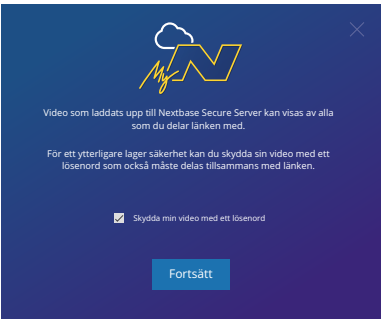 My N
Video som laddats upp till Nextbase Secure Server kan visas av alla
som du delar länken med.
För ett ytterligare lager säkerhet kan du skydda sin video med ett
lösenord som också måste delas tillsammans med länken.
Skydda min video med ett lösenord
Fortsätt